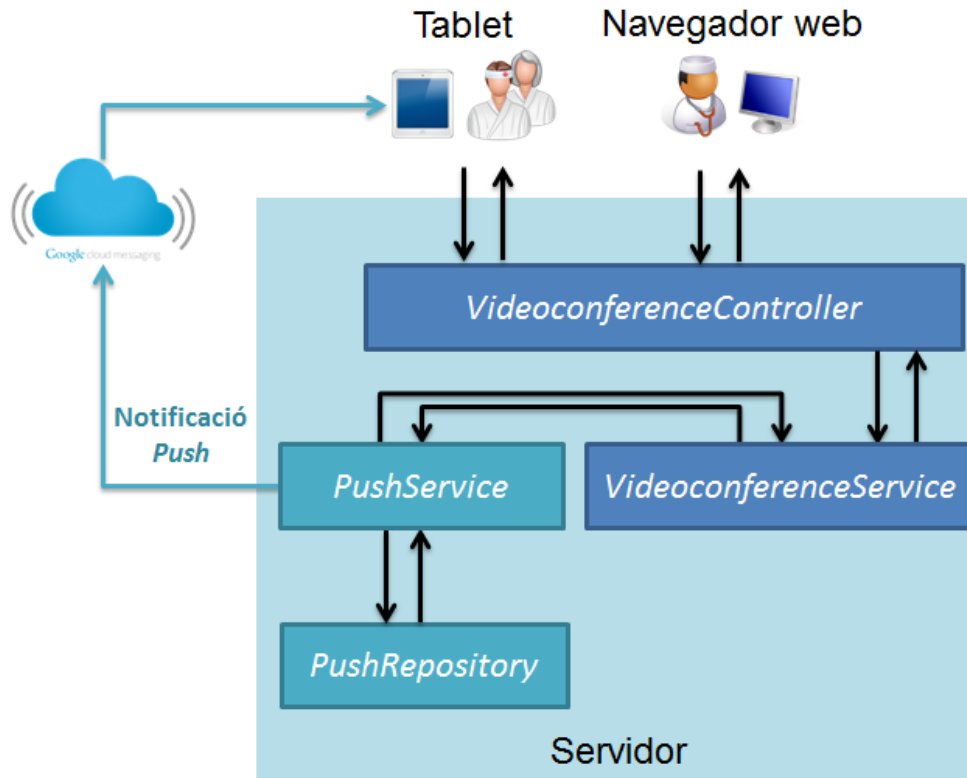 Tablet
Navegador web
Google cloud messaging
VideoconferenceController
Notificació
Push
PushService
VideoconferenceService
PushRepository
Servidor